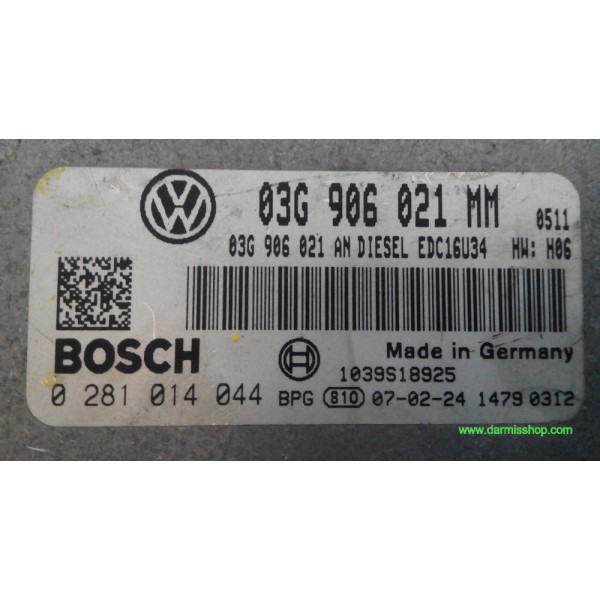 03G 906 021 MM 0511
03G 906 021 AN DIESEL EDC16U34 HW: H06
BOSCH Made in Germany
1039S18925
0 281 014 044 BPG 810 07-02-24 1479 0312
www.darmisshop.com